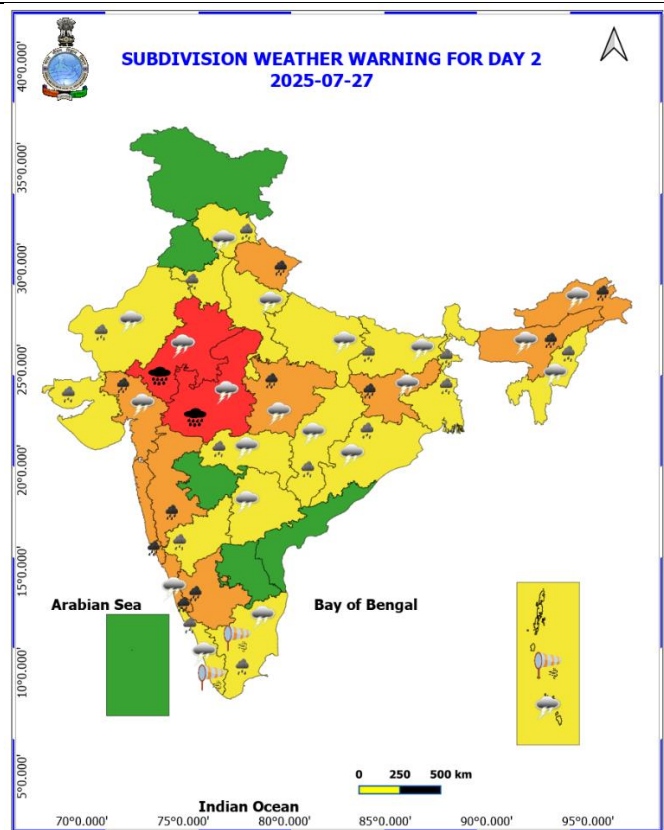 SUBDIVISION WEATHER WARNING FOR DAY 2
2025-07-27
40°0.000'
35°0.000'
30°0.000'
25°0.000'
20°0.000'
15°0.000'
10°0.000'
5°0.000'
Arabian Sea
Bay of Bengal
0 250 500 km
Indian Ocean
70°0.000' 75°0.000' 80°0.000' 85°0.000' 90°0.000' 95°0.000'